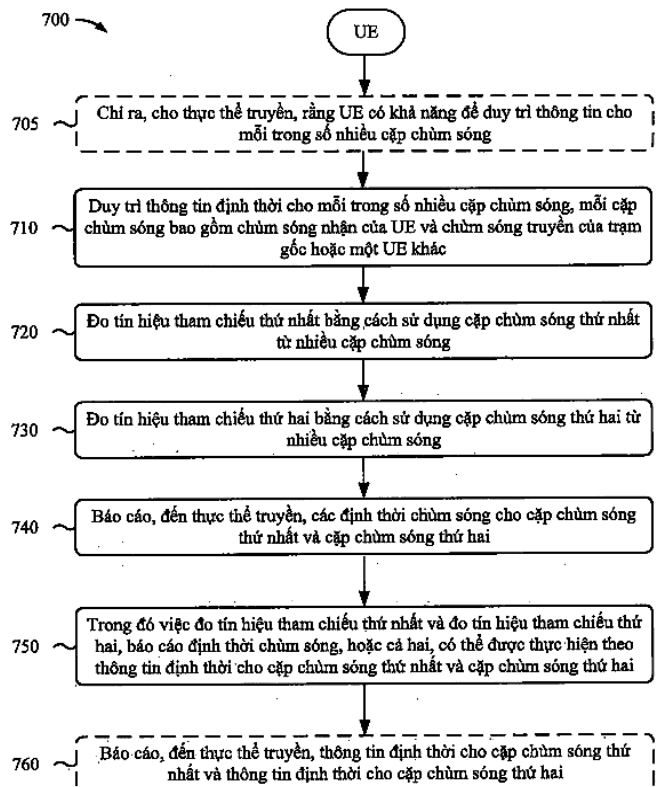 700
UE
705
Chỉ ra, cho thực thể truyền, rằng UE có khả năng để duy trì thông tin cho
mỗi trong số nhiều cặp chùm sóng
710
Duy trì thông tin định thời cho mỗi trong số nhiều cặp chùm sóng, mỗi cặp
chùm sóng bao gồm chùm sóng nhận của UE và chùm sóng truyền của trạm
gốc hoặc một UE khác
720
Đo tín hiệu tham chiếu thứ nhất bằng cách sử dụng cặp chùm sóng thứ nhất
từ nhiều cặp chùm sóng
730
Đo tín hiệu tham chiếu thứ hai bằng cách sử dụng cặp chùm sóng thứ hai từ
nhiều cặp chùm sóng
740
Báo cáo, đến thực thể truyền, các định thời chùm sóng cho cặp chùm sóng
thứ nhất và cặp chùm sóng thứ hai
750
Trong đó việc đo tín hiệu tham chiếu thứ nhất và đo tín hiệu tham chiếu thứ
hai, báo cáo định thời chùm sóng, hoặc cả hai, có thể được thực hiện theo
thông tin định thời cho cặp chùm sóng thứ nhất và cặp chùm sóng thứ hai
760
Báo cáo, đến thực thể truyền, thông tin định thời cho cặp chùm sóng thứ
nhất và thông tin định thời cho cặp chùm sóng thứ hai